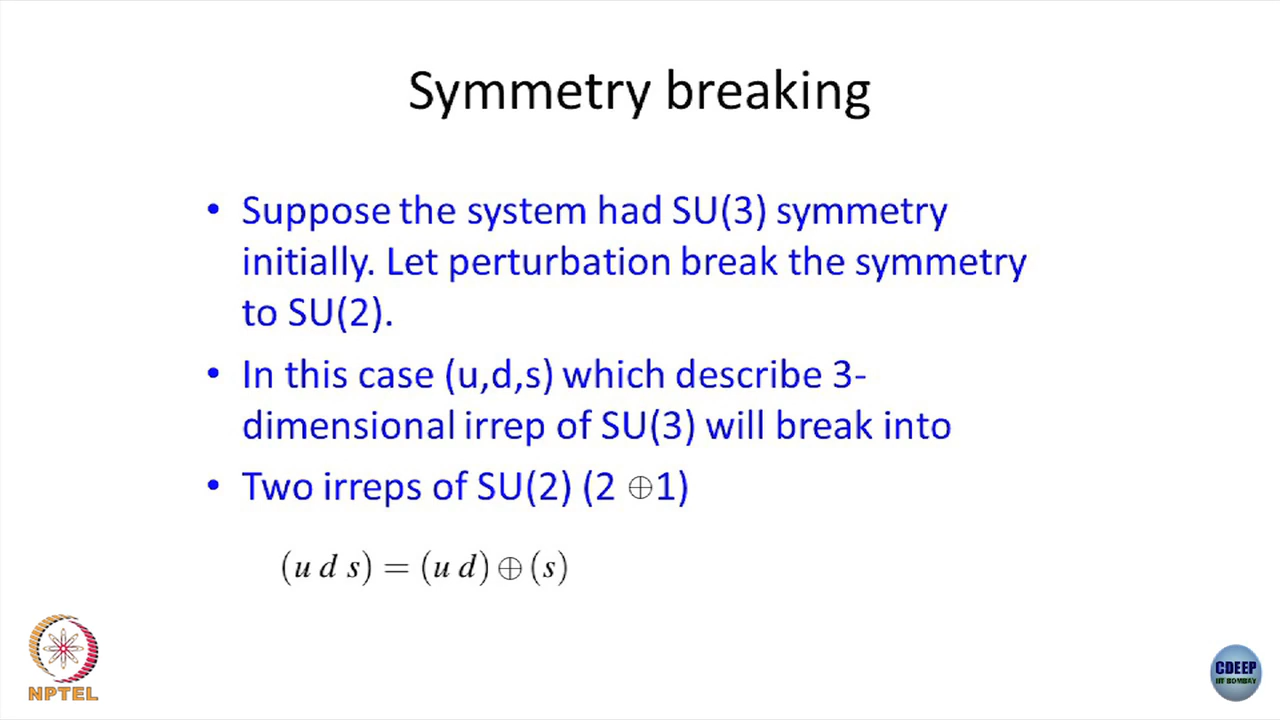 Symmetry breaking
• Suppose the system had SU(3) symmetry
initially. Let perturbation break the symmetry
to SU(2).
• In this case (u,d,s) which describe 3-
dimensional irrep of SU(3) will break into
• Two irreps of SU(2) (2 ⊕1)
(u d s) = (u d) ⊕ (s)
NPTEL
CDEEP
IIT BOMBAY